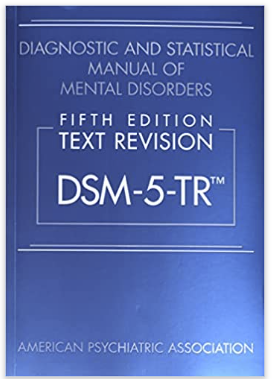 DIAGNOSTIC AND STATISTICAL
MANUAL OF
MENTAL DISORDERS
FIFTH EDITION
TEXT REVISION
DSM-5-TR™
AMERICAN PSYCHIATRIC ASSOCIATION